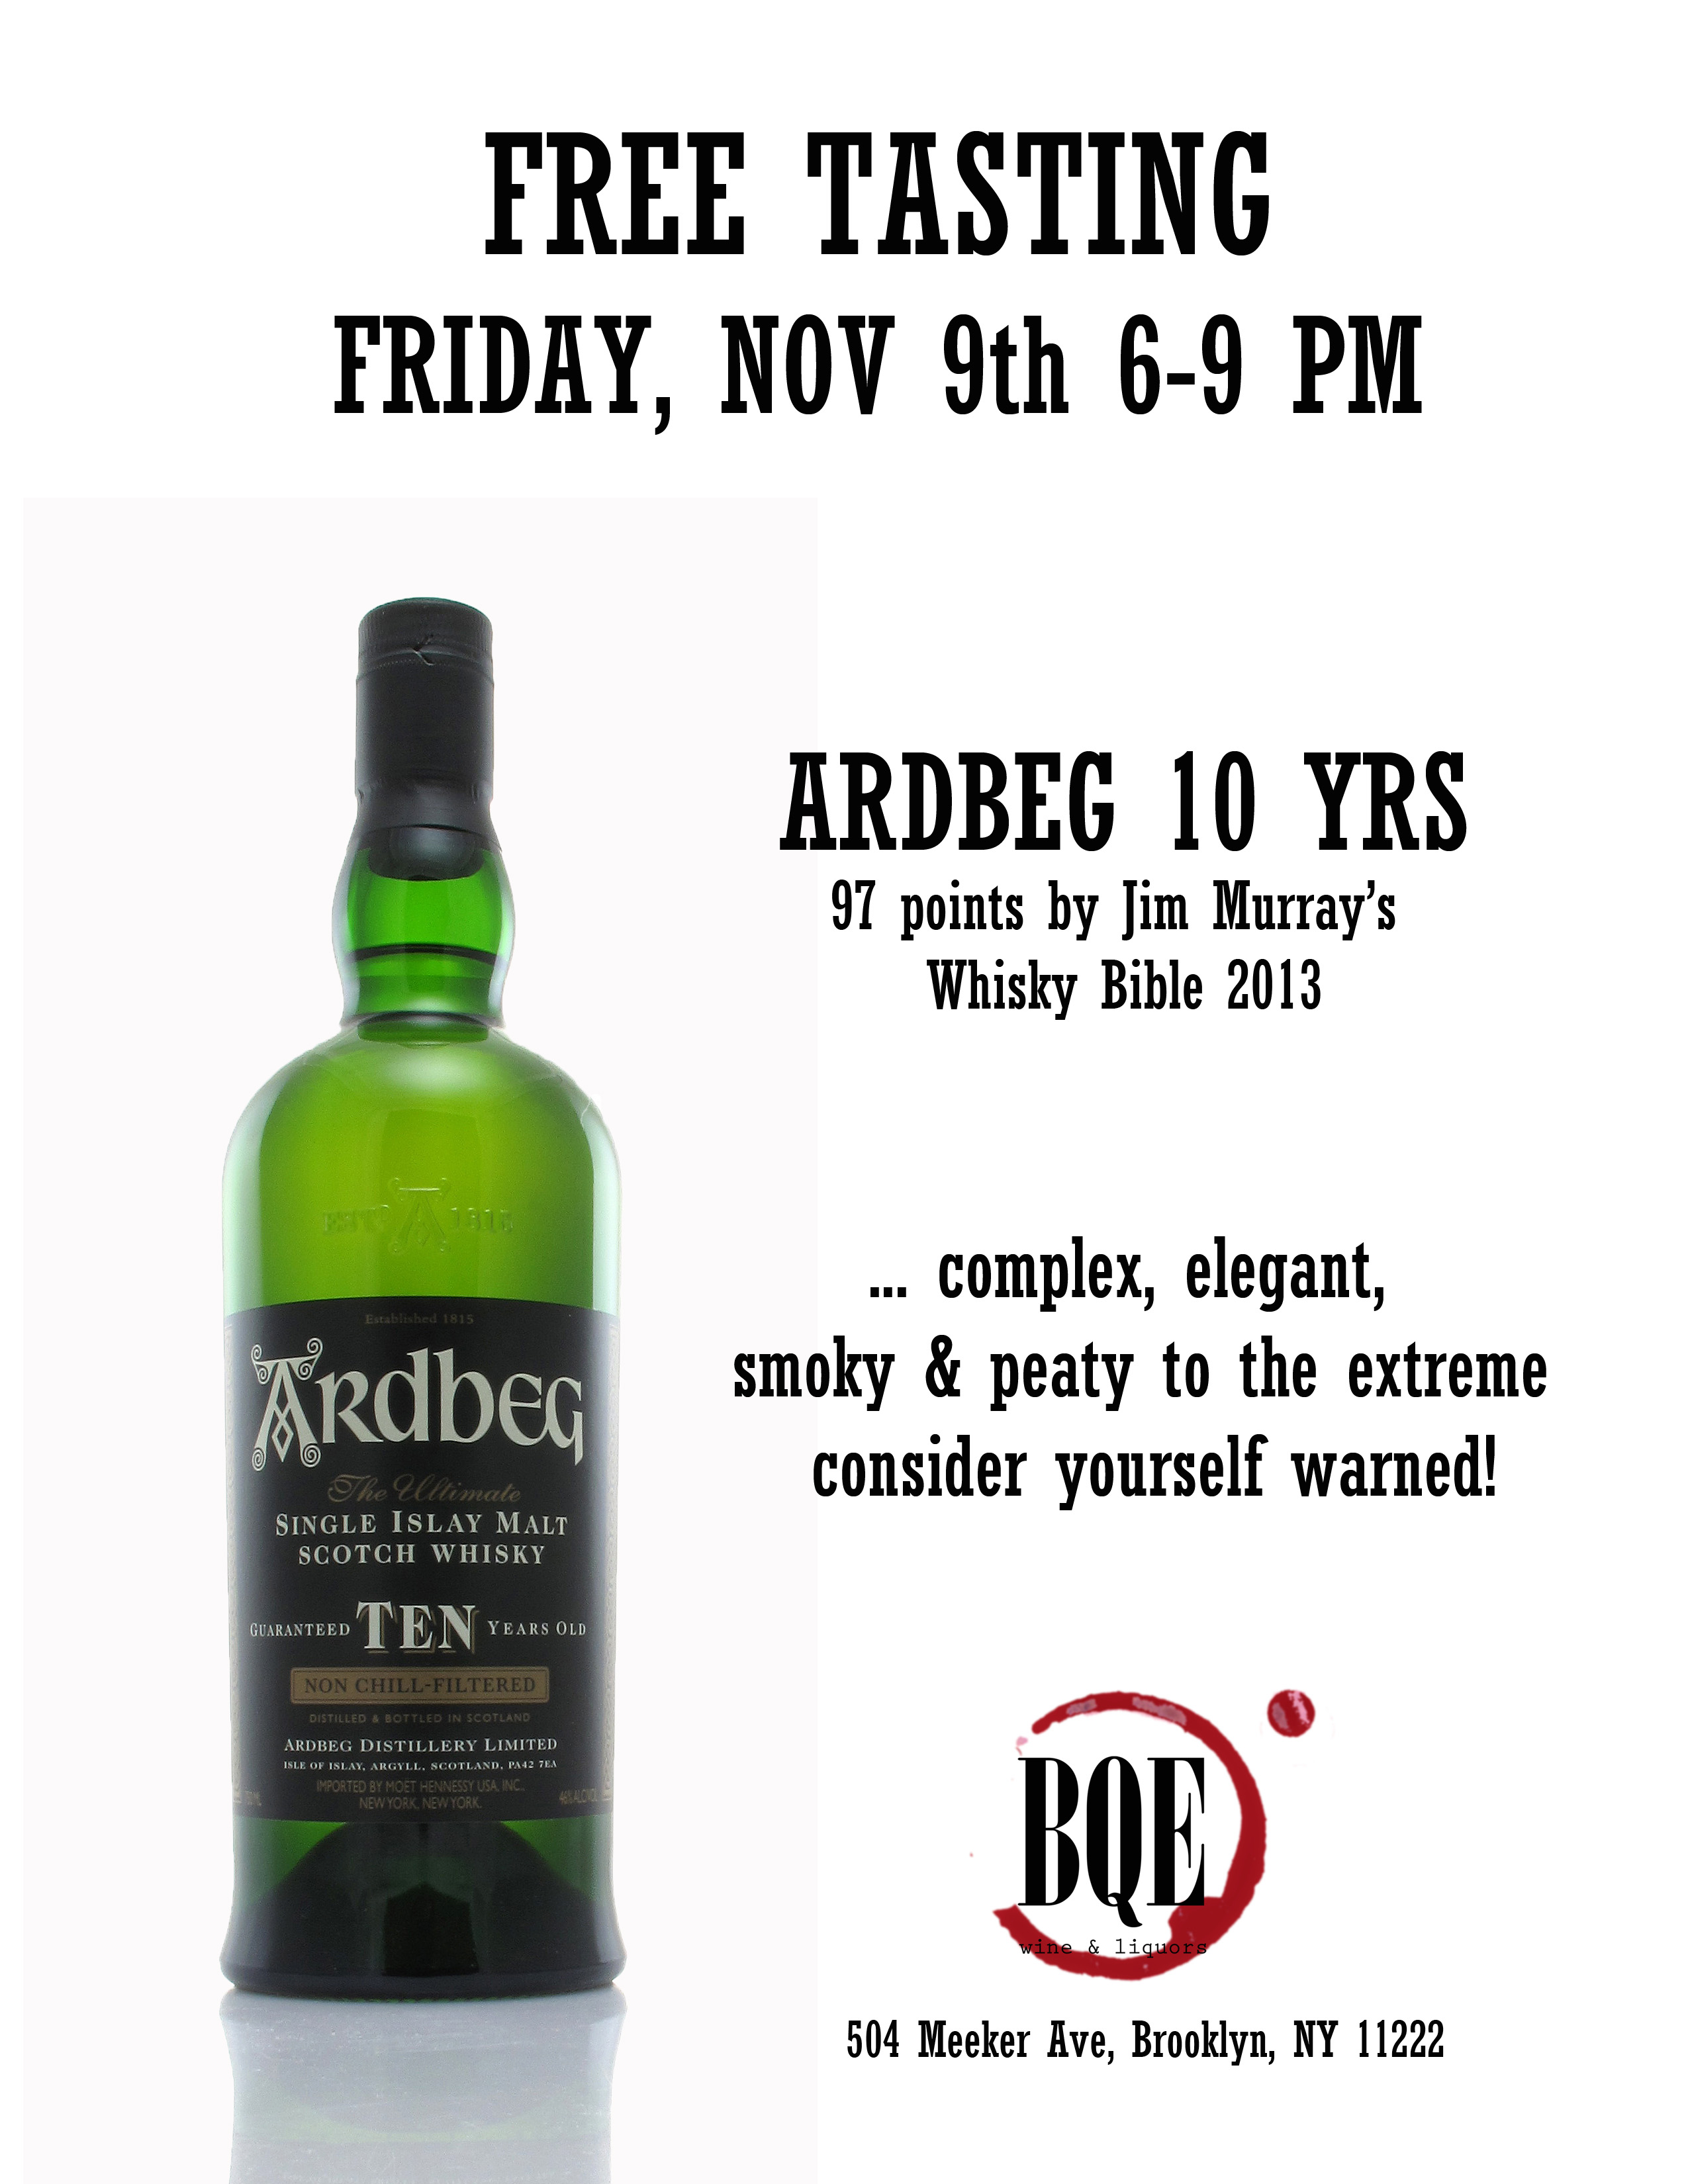 FREE TASTING
FRIDAY, NOV 9th 6-9 PM
ARDBEG 10 YRS
97 points by Jim Murray's
Whisky Bible 2013
... complex, elegant,
smoky & peaty to the extreme
consider yourself warned!
EST 1815
Established 1815
Ardbeg
The Ultimate
SINGLE ISLAY MALT
SCOTCH WHISKY
GUARANTEED TEN YEARS OLD
NON CHILL-FILTERED
DISTILLED & BOTTLED IN SCOTLAND
ARDBEG DISTILLERY LIMITED
ISLE OF ISLAY, ARGYLL, SCOTLAND, PA42 7EA
IMPORTED BY MOET HENNESSY USA, INC.,
NEW YORK, NEW YORK.
BQE
wine & liquors
504 Meeker Ave, Brooklyn, NY 11222